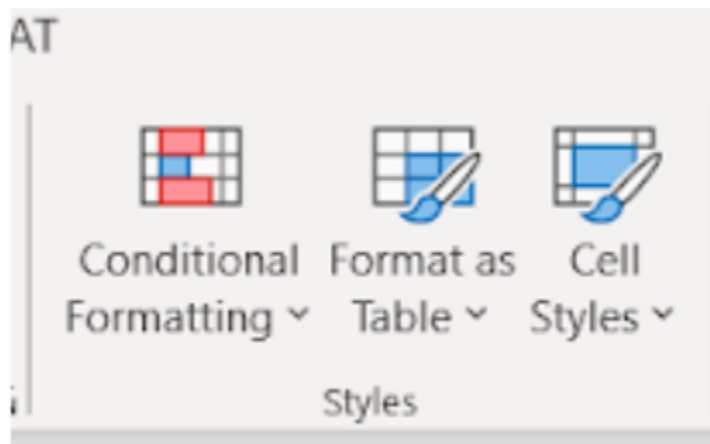 AT
Conditional Formatting
Format as Table
Cell Styles
Styles